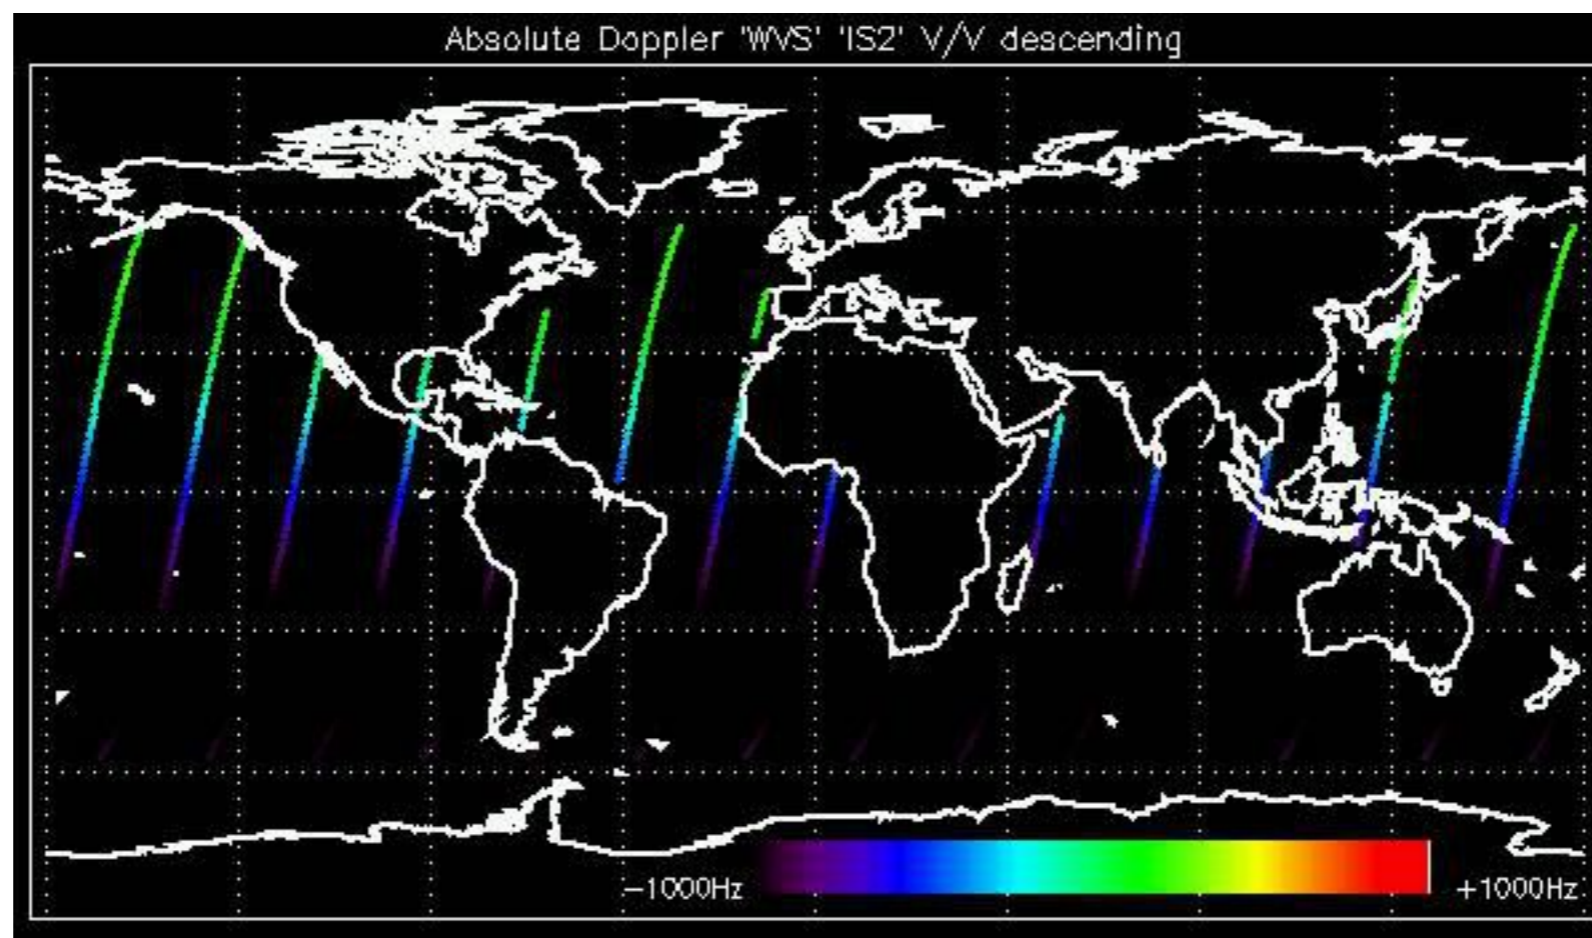 Absolute Doppler 'WVS' 'IS2' V/V descending
−1000Hz
+1000Hz